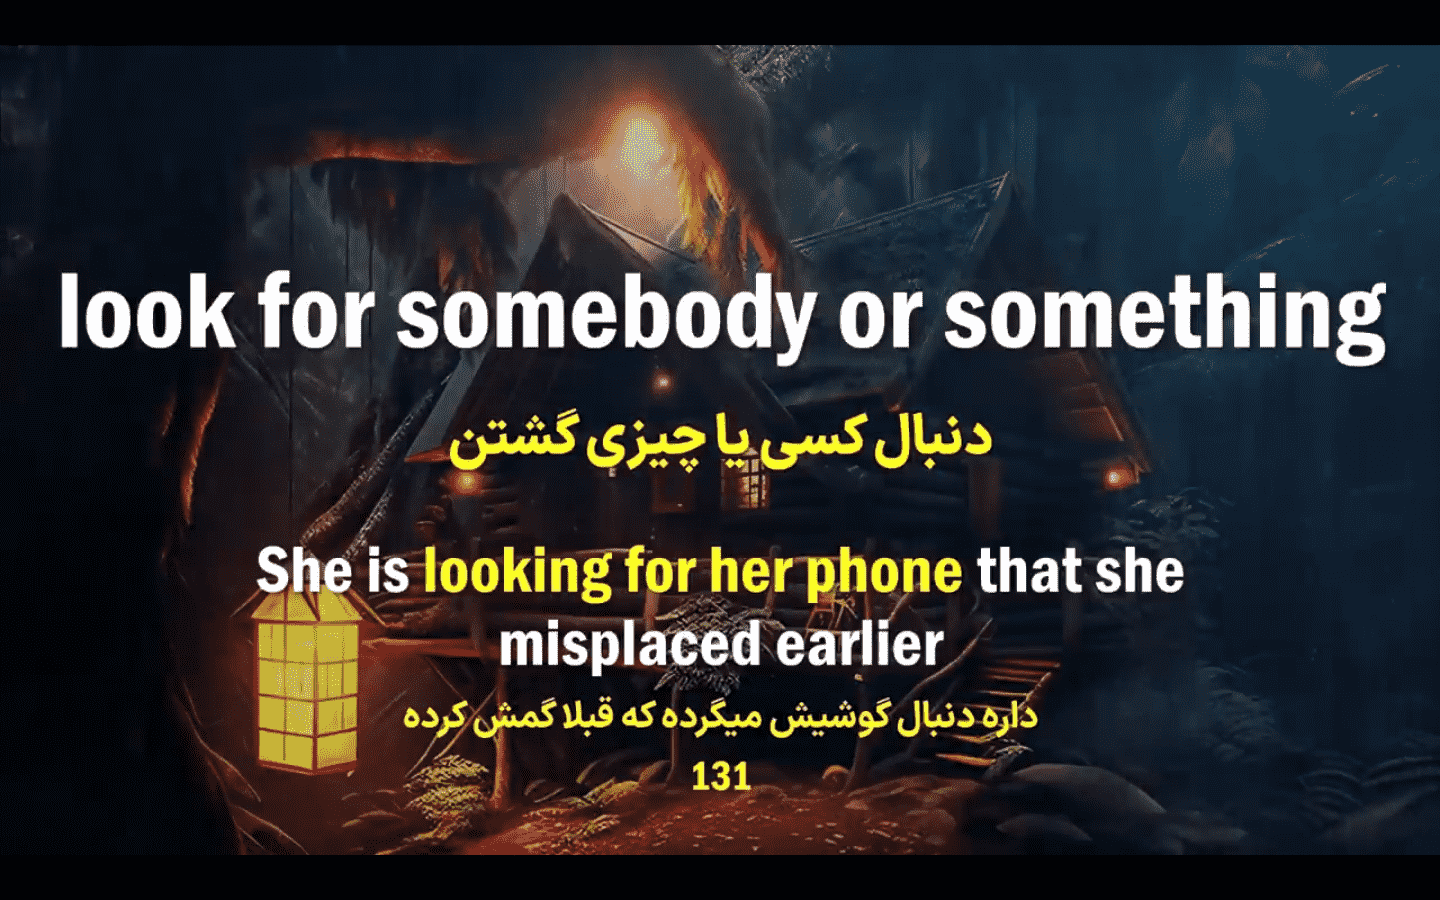 look for somebody or something
دنبال کسی یا چیزی گشتن
She is looking for her phone that she
misplaced earlier
داره دنبال گوشیش میگرده که قبلا گمش کرده
131